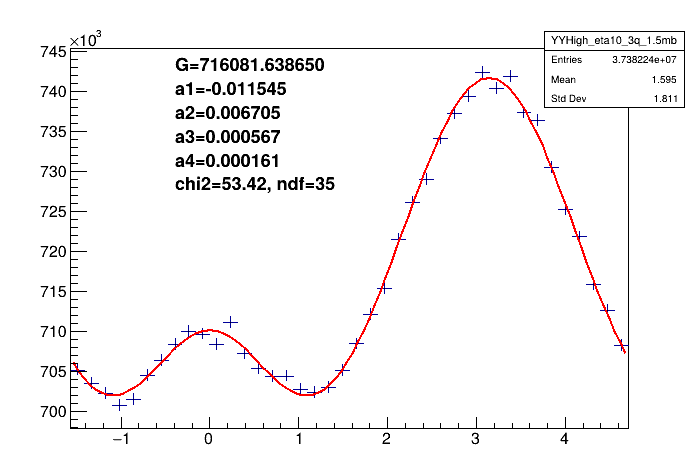 ×10³
YYHigh_eta10_3q_1.5mb
Entries 3.738224e+07
Mean 1.595
Std Dev 1.811
G=716081.638650
a1=-0.011545
a2=0.006705
a3=0.000567
a4=0.000161
chi2=53.42, ndf=35
745
740
735
730
725
720
715
710
705
700
−1 0 1 2 3 4